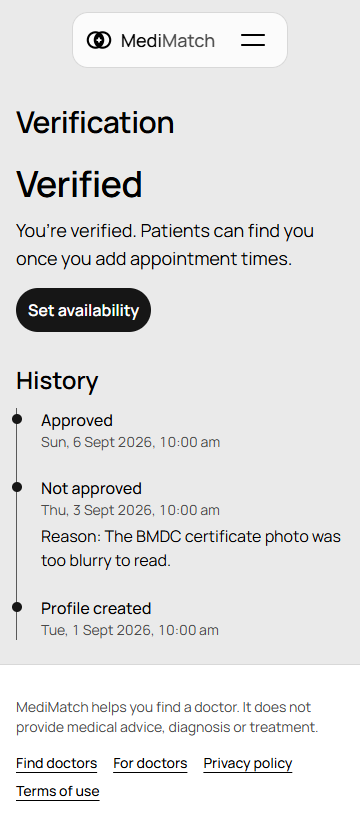 MediMatch
Verification
Verified
You're verified. Patients can find you
once you add appointment times.
Set availability
History
Approved
Sun, 6 Sept 2026, 10:00 am
Not approved
Thu, 3 Sept 2026, 10:00 am
Reason: The BMDC certificate photo was
too blurry to read.
Profile created
Tue, 1 Sept 2026, 10:00 am
MediMatch helps you find a doctor. It does not
provide medical advice, diagnosis or treatment.
Find doctors For doctors Privacy policy
Terms of use